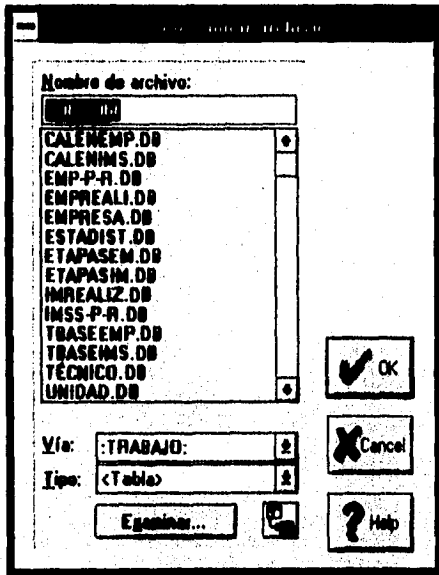 Nombre de archivo:
CALENEMP.DB
CALENIMS.DB
EMP-P-R.DB
EMPREALI.DB
EMPRESA.DB
ESTADIST.DB
ETAPASEM.DB
ETAPASIM.DB
IMREALIZ.DB
IMSS-P-R.DB
TBASEEMP.DB
TBASEIMS.DB
TÉCNICO.DB
UNIDAD.DB
OK
Vía: :TRABAJO:
Cancel
Tipo: <Tabla>
Examinar...
Help